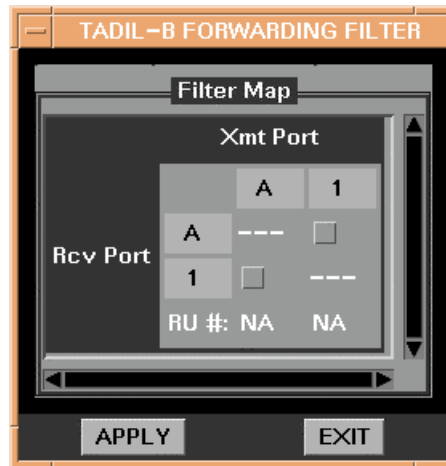 TADIL-B FORWARDING FILTER
Filter Map
Xmt Port
A 1
A ---
Rcv Port
1 ---
RU #: NA NA
APPLY EXIT